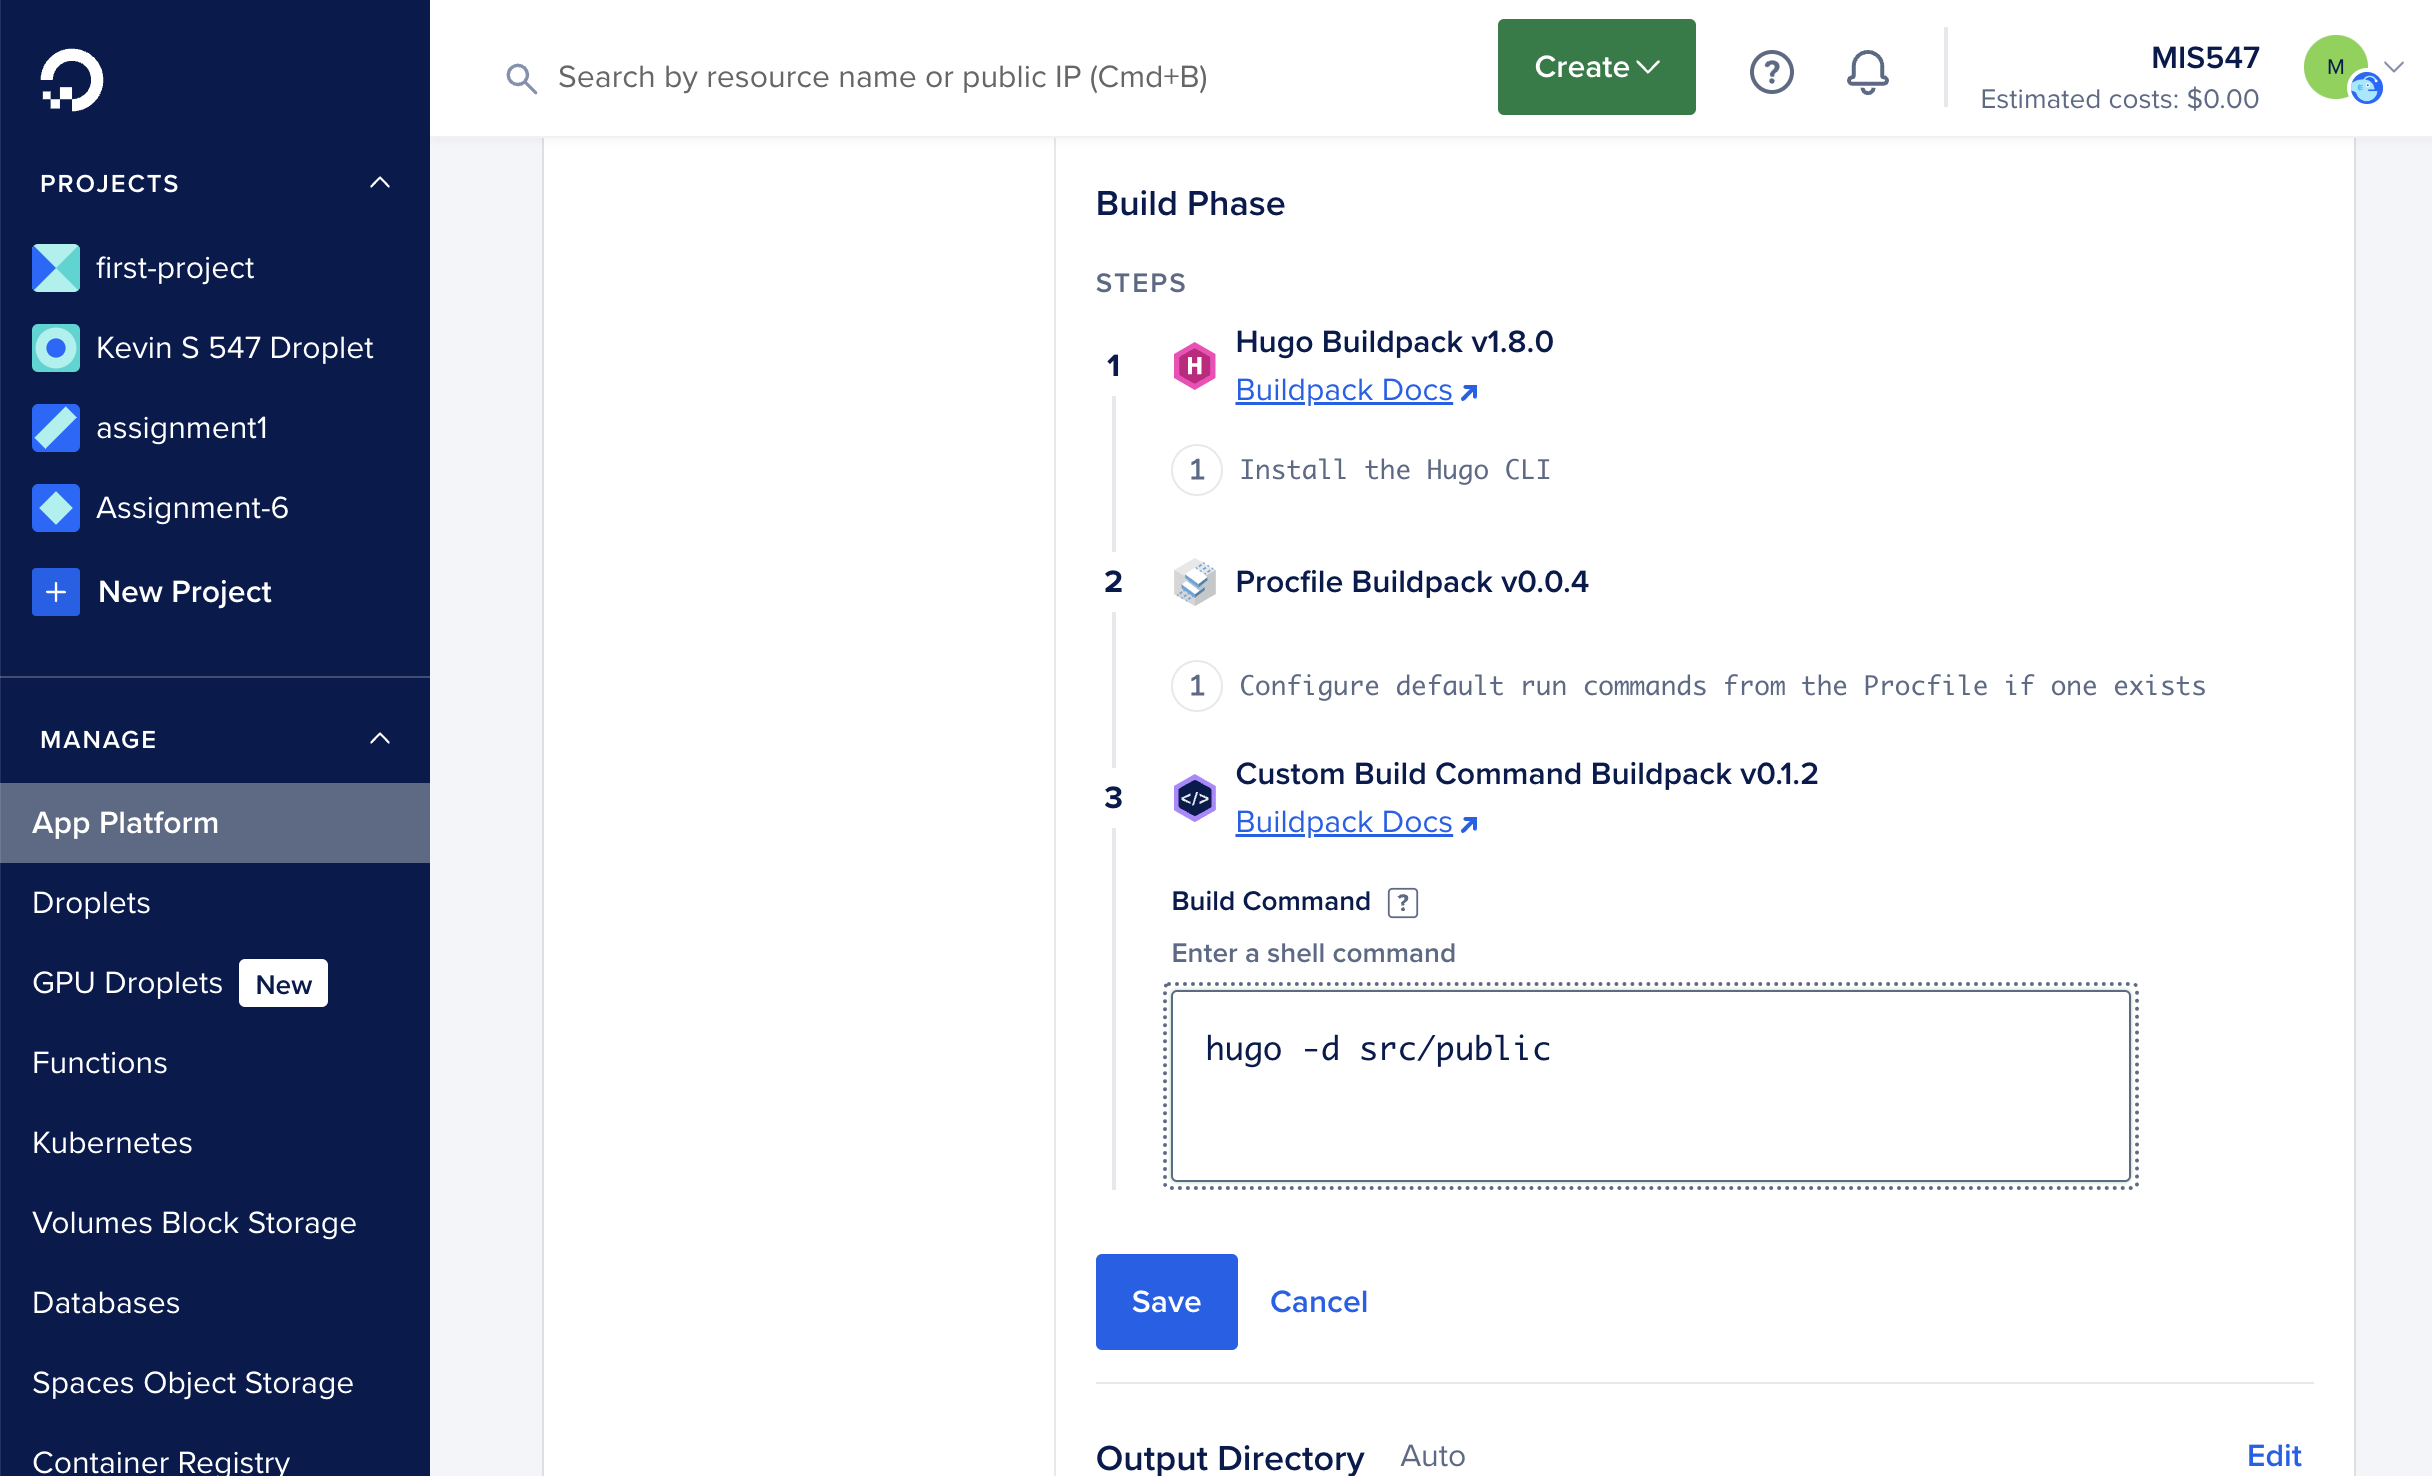 Search by resource name or public IP (Cmd+B)
Create
MIS547
Estimated costs: $0.00
M
PROJECTS
first-project
Kevin S 547 Droplet
assignment1
Assignment-6
New Project
MANAGE
App Platform
Droplets
GPU Droplets New
Functions
Kubernetes
Volumes Block Storage
Databases
Spaces Object Storage
Container Registry
Build Phase
STEPS
1
H
Hugo Buildpack v1.8.0
Buildpack Docs
1 Install the Hugo CLI
2
Procfile Buildpack v0.0.4
1 Configure default run commands from the Procfile if one exists
3
</>
Custom Build Command Buildpack v0.1.2
Buildpack Docs
Build Command ?
Enter a shell command
hugo -d src/public
Save Cancel
Output Directory Auto Edit